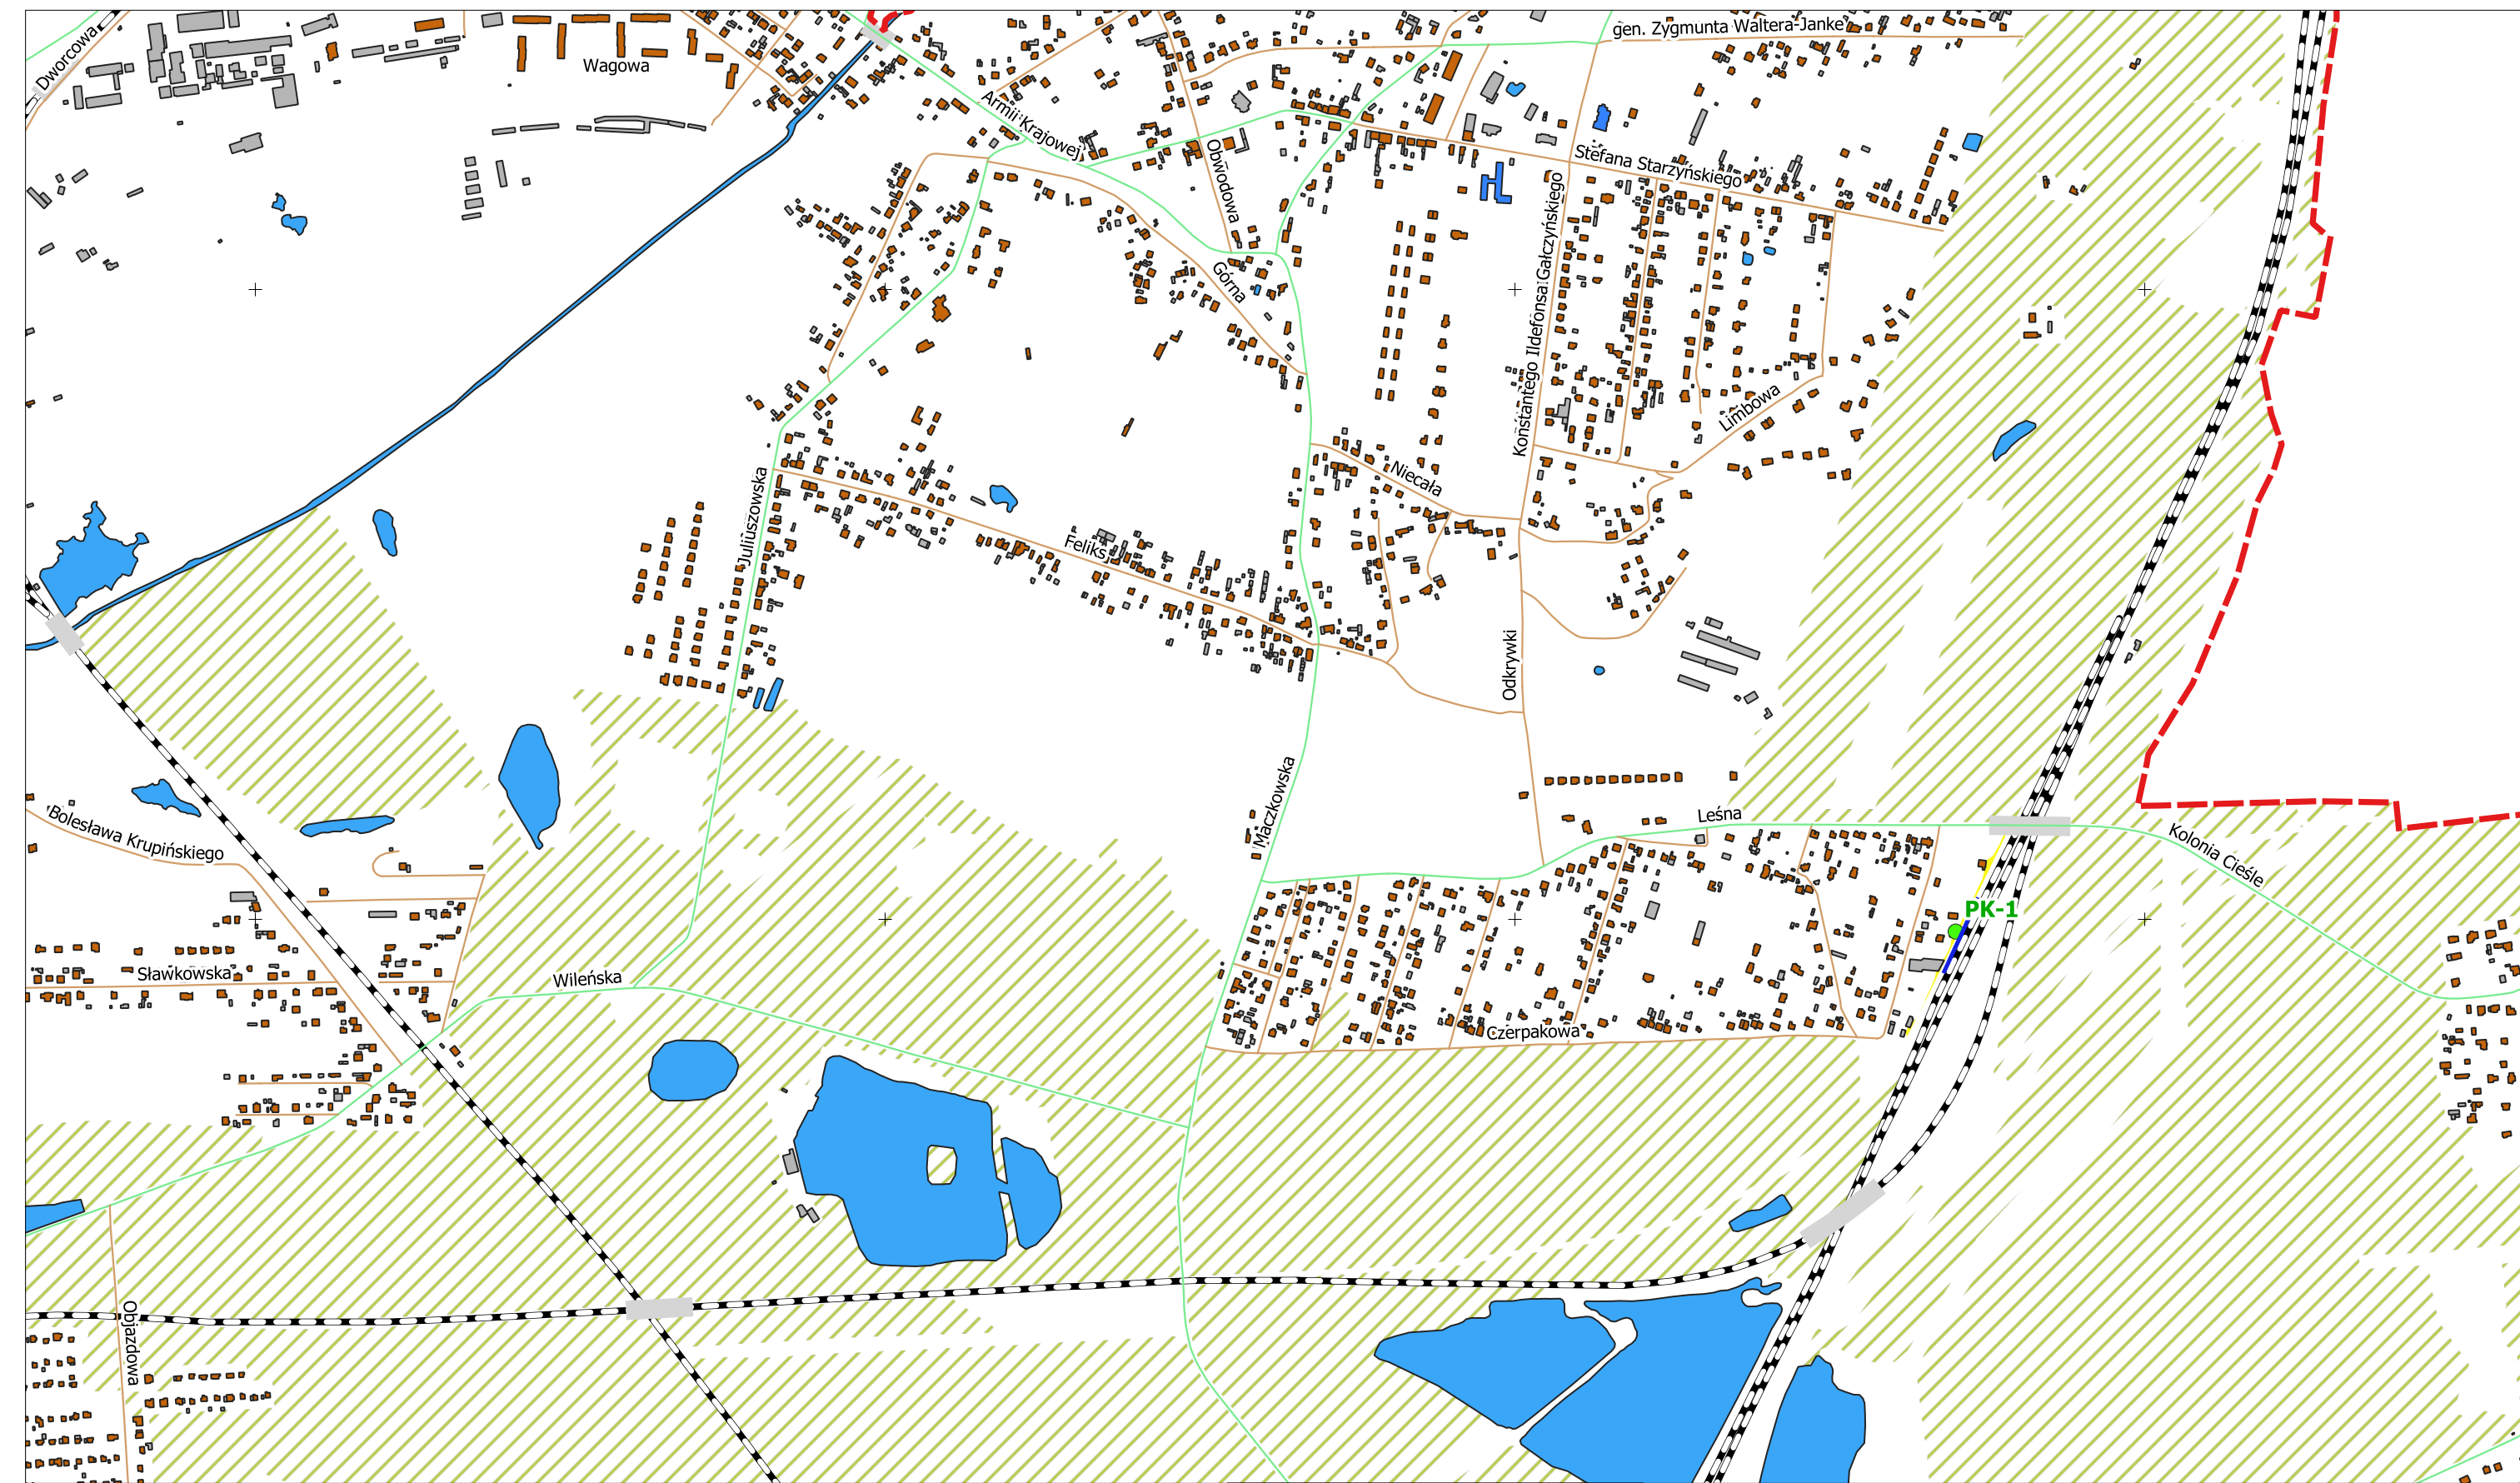 gen. Zygmunta Waltera-Janke
Dworcowa
Wagowa
Armii Krajowej
Obwodowa
Stefana Starzyńskiego
Górna
Konstantego Ildefonsa Gałczyńskiego
Limbowa
Niecała
Juliuszowska
Feliks
Odkrywki
Maczkowska
Leśna
Bolesława Krupińskiego
Kolonia Cieśle
PK-1
Sławkowska
Wileńska
Czerpakowa
Objazdowa